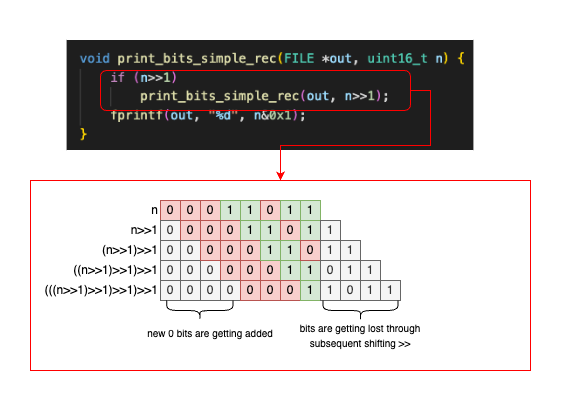 void print_bits_simple_rec(FILE *out, uint16_t n) {
if (n>>1)
print_bits_simple_rec(out, n>>1);
fprintf(out, "%d", n&0x1);
}
n 0 0 0 1 1 0 1 1
n>>1 0 0 0 0 1 1 0 1 1
(n>>1)>>1 0 0 0 0 0 1 1 0 1 1
((n>>1)>>1)>>1 0 0 0 0 0 0 1 1 0 1 1
(((n>>1)>>1)>>1)>>1 0 0 0 0 0 0 0 1 1 0 1 1
new 0 bits are getting added
bits are getting lost through
subsequent shifting >>